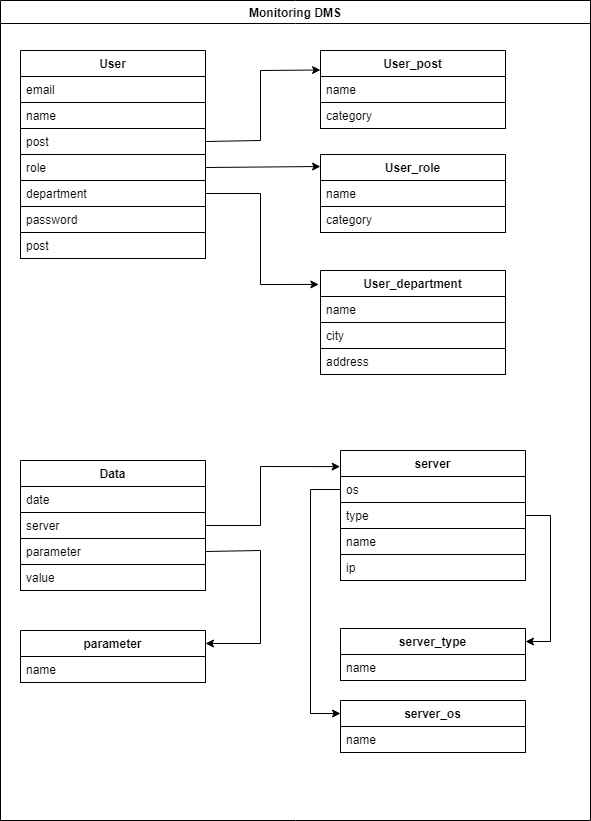 Monitoring DMS
User
email
name
post
role
department
password
post
User_post
name
category
User_role
name
category
User_department
name
city
address
Data
date
server
parameter
value
parameter
name
server
os
type
name
ip
server_type
name
server_os
name